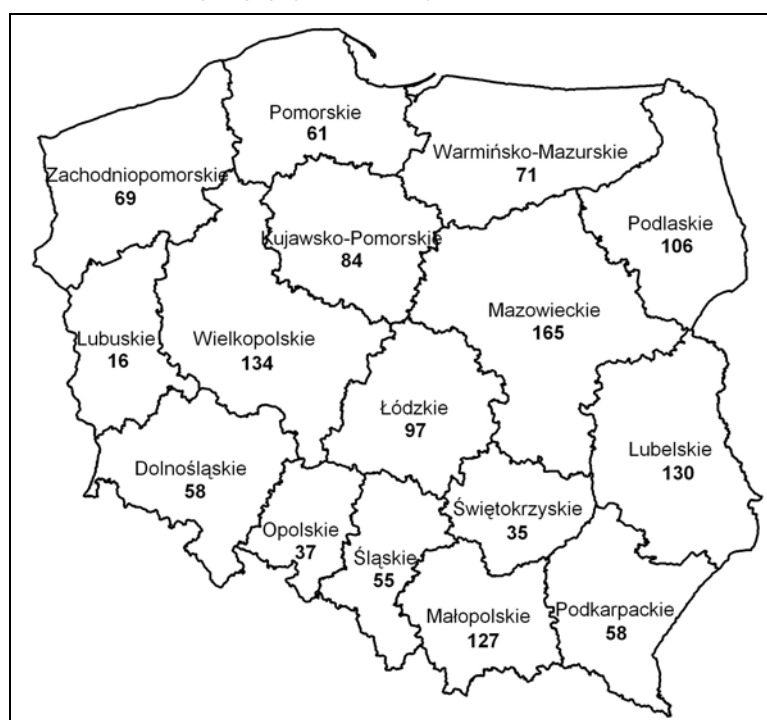 Pomorskie
61
Warmińsko-Mazurskie
71
Zachodniopomorskie
69
Podlaskie
106
Kujawsko-Pomorskie
84
Mazowieckie
165
Lubuskie
16
Wielkopolskie
134
Łódzkie
97
Lubelskie
130
Dolnośląskie
58
Świętokrzyskie
35
Opolskie
37
Śląskie
55
Małopolskie
127
Podkarpackie
58